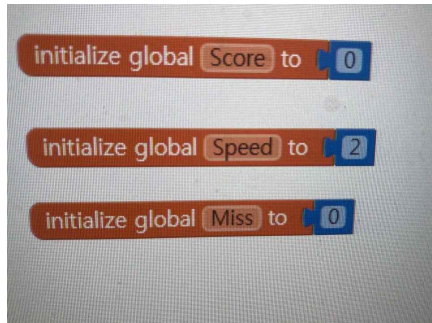 initialize global Score to 0
initialize global Speed to 2
initialize global Miss to 0